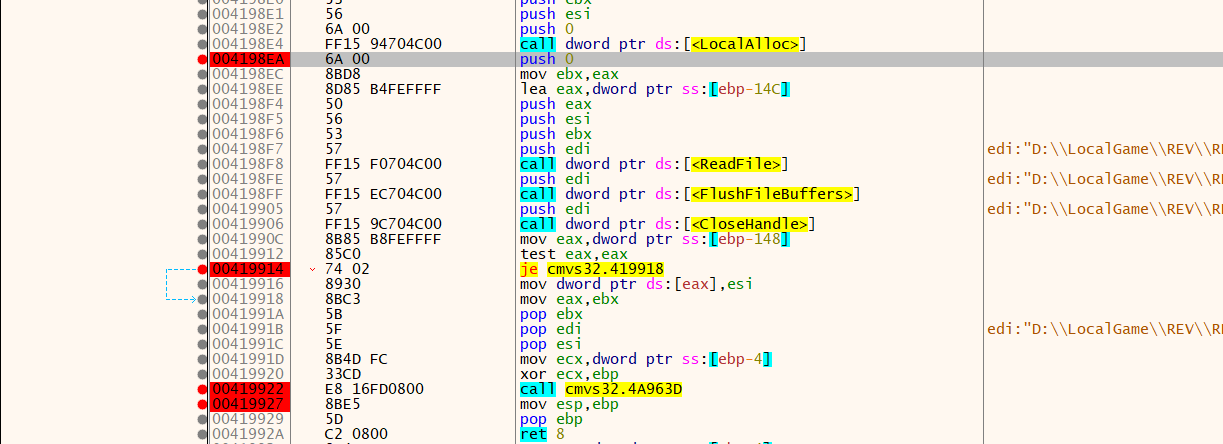 004198E0 53 push ebx
004198E1 56 push esi
004198E2 6A 00 push 0
004198E4 FF15 94704C00 call dword ptr ds:[<LocalAlloc>]
004198EA 6A 00 push 0
004198EC 8BD8 mov ebx,eax
004198EE 8D85 B4FEFFFF lea eax,dword ptr ss:[ebp-14C]
004198F4 50 push eax
004198F5 56 push esi
004198F6 53 push ebx
004198F7 57 push edi edi:"D:\\LocalGame\\REV\\R
004198F8 FF15 F0704C00 call dword ptr ds:[<ReadFile>]
004198FE 57 push edi edi:"D:\\LocalGame\\REV\\R
004198FF FF15 EC704C00 call dword ptr ds:[<FlushFileBuffers>]
00419905 57 push edi edi:"D:\\LocalGame\\REV\\R
00419906 FF15 9C704C00 call dword ptr ds:[<CloseHandle>]
0041990C 8B85 B8FEFFFF mov eax,dword ptr ss:[ebp-148]
00419912 85C0 test eax,eax
00419914 74 02 je cmvs32.419918
00419916 8930 mov dword ptr ds:[eax],esi
00419918 8BC3 mov eax,ebx
0041991A 5B pop ebx
0041991B 5F pop edi edi:"D:\\LocalGame\\REV\\R
0041991C 5E pop esi
0041991D 8B4D FC mov ecx,dword ptr ss:[ebp-4]
00419920 33CD xor ecx,ebp
00419922 E8 16FD0800 call cmvs32.4A963D
00419927 8BE5 mov esp,ebp
00419929 5D pop ebp
0041992A C2 0800 ret 8